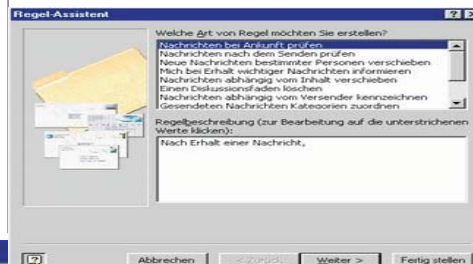 Regel-Assistent
Welche Art von Regel möchten Sie erstellen?
Nachrichten bei Ankunft prüfen
Nachrichten nach dem Senden prüfen
Neue Nachrichten bestimmter Personen verschieben
Mich bei Erhalt wichtiger Nachrichten informieren
Nachrichten abhängig vom Inhalt verschieben
Einen Diskussionsfaden löschen
Nachrichten abhängig vom Versender kennzeichnen
Gesendeten Nachrichten Kategorien zuordnen
Regelbeschreibung (zur Bearbeitung auf die unterstrichenen
Werte klicken):
Nach Erhalt einer Nachricht,
Abbrechen < Zurück Weiter > Fertig stellen